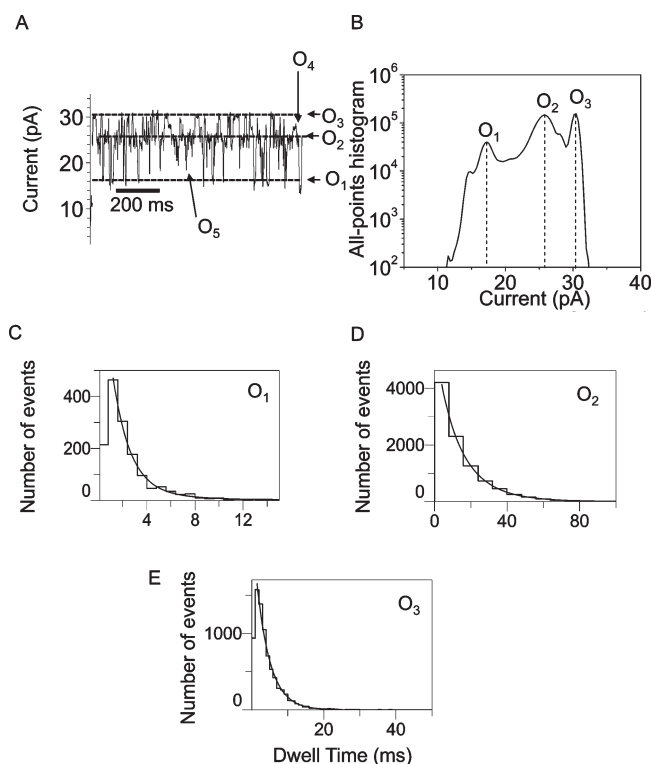 A
Current (pA)
30
20
10
200 ms
O4
O3
O2
O1
O5
B
All-points histogram
10^6
10^5
10^4
10^3
10^2
O1
O2
O3
10
20
30
40
Current (pA)
C
Number of events
400
200
0
O1
4
8
12
D
Number of events
4000
2000
0
O2
0
40
80
E
Number of events
1000
0
O3
20
40
Dwell Time (ms)